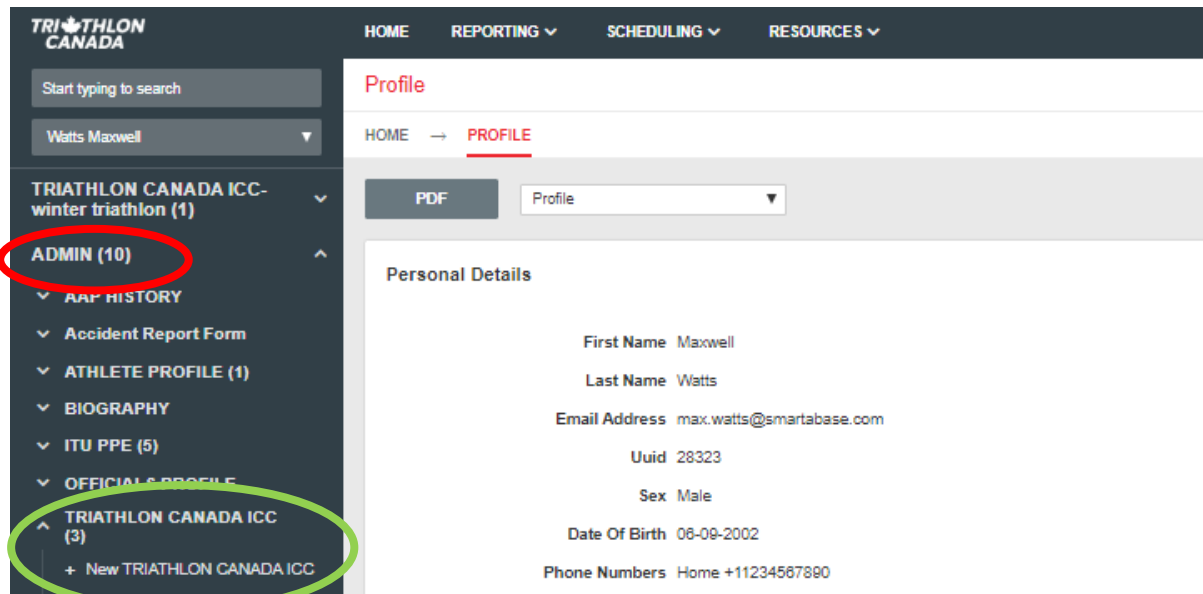 TRIATHLON
CANADA
HOME REPORTING SCHEDULING RESOURCES
Start typing to search
Watts Maxwell
Profile
HOME → PROFILE
TRIATHLON CANADA ICC-
winter triathlon (1)
ADMIN (10)
AAP HISTORY
Accident Report Form
ATHLETE PROFILE (1)
BIOGRAPHY
ITU PPE (5)
OFFICIALS PROFILE
TRIATHLON CANADA ICC
(3)
+ New TRIATHLON CANADA ICC
PDF Profile
Personal Details
First Name Maxwell
Last Name Watts
Email Address max.watts@smartabase.com
Uuid 28323
Sex Male
Date Of Birth 06-09-2002
Phone Numbers Home +11234567890